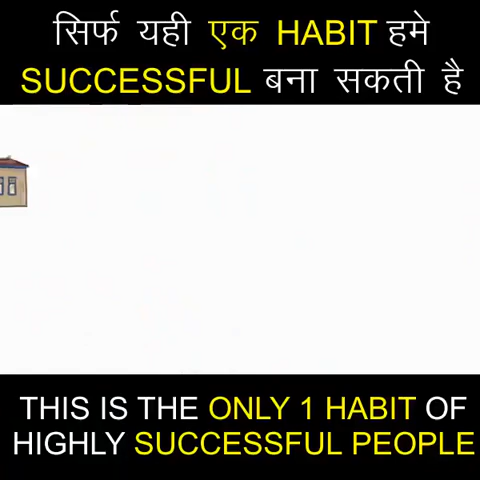 सिर्फ यही एक HABIT हमे
SUCCESSFUL बना सकती है
THIS IS THE ONLY 1 HABIT OF
HIGHLY SUCCESSFUL PEOPLE